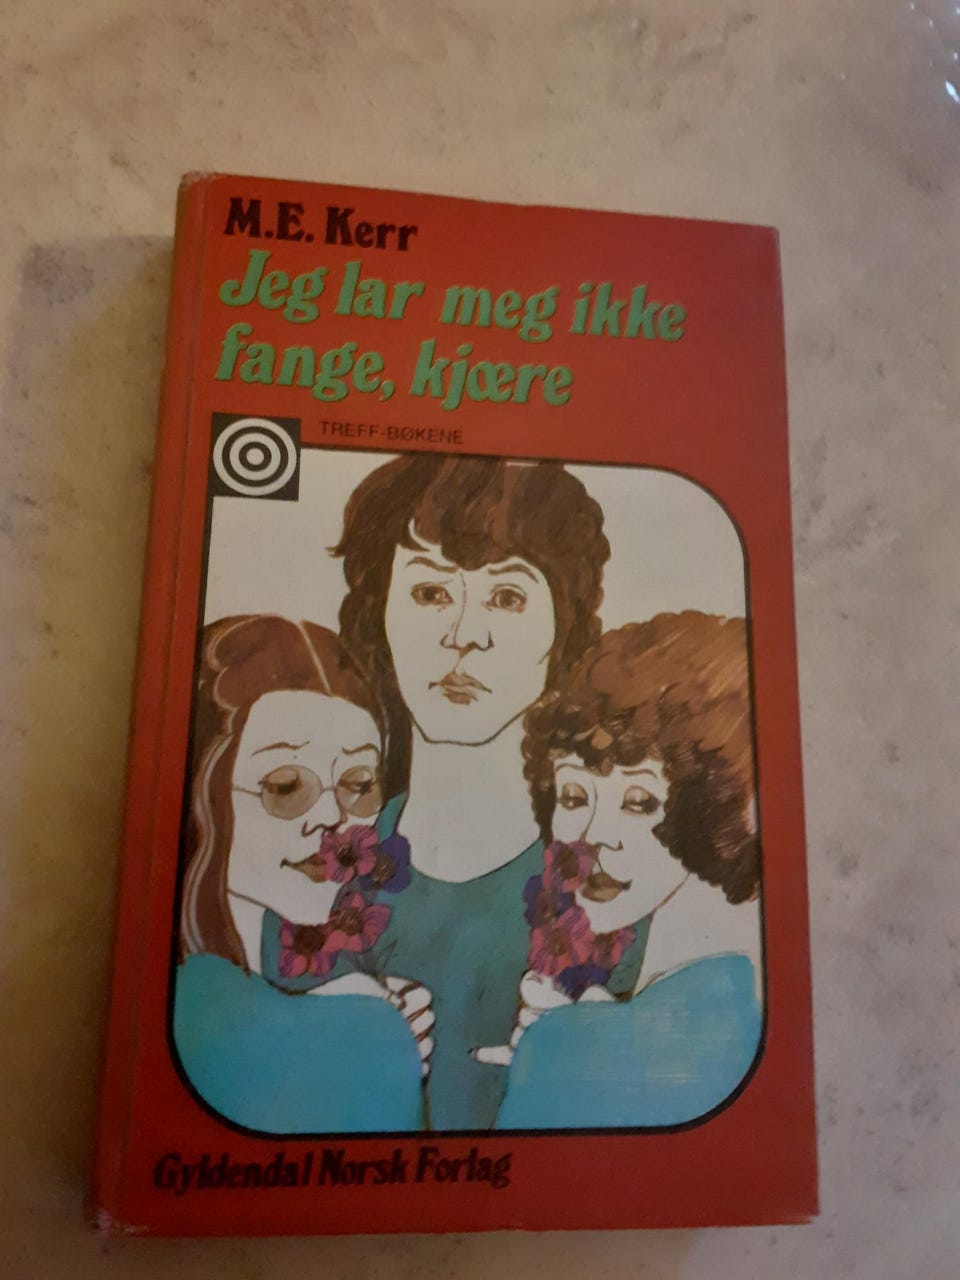 M.E. Kerr
Jeg lar meg ikke
fange, kjære
TREFF-BØKENE
Gyldendal Norsk Forlag